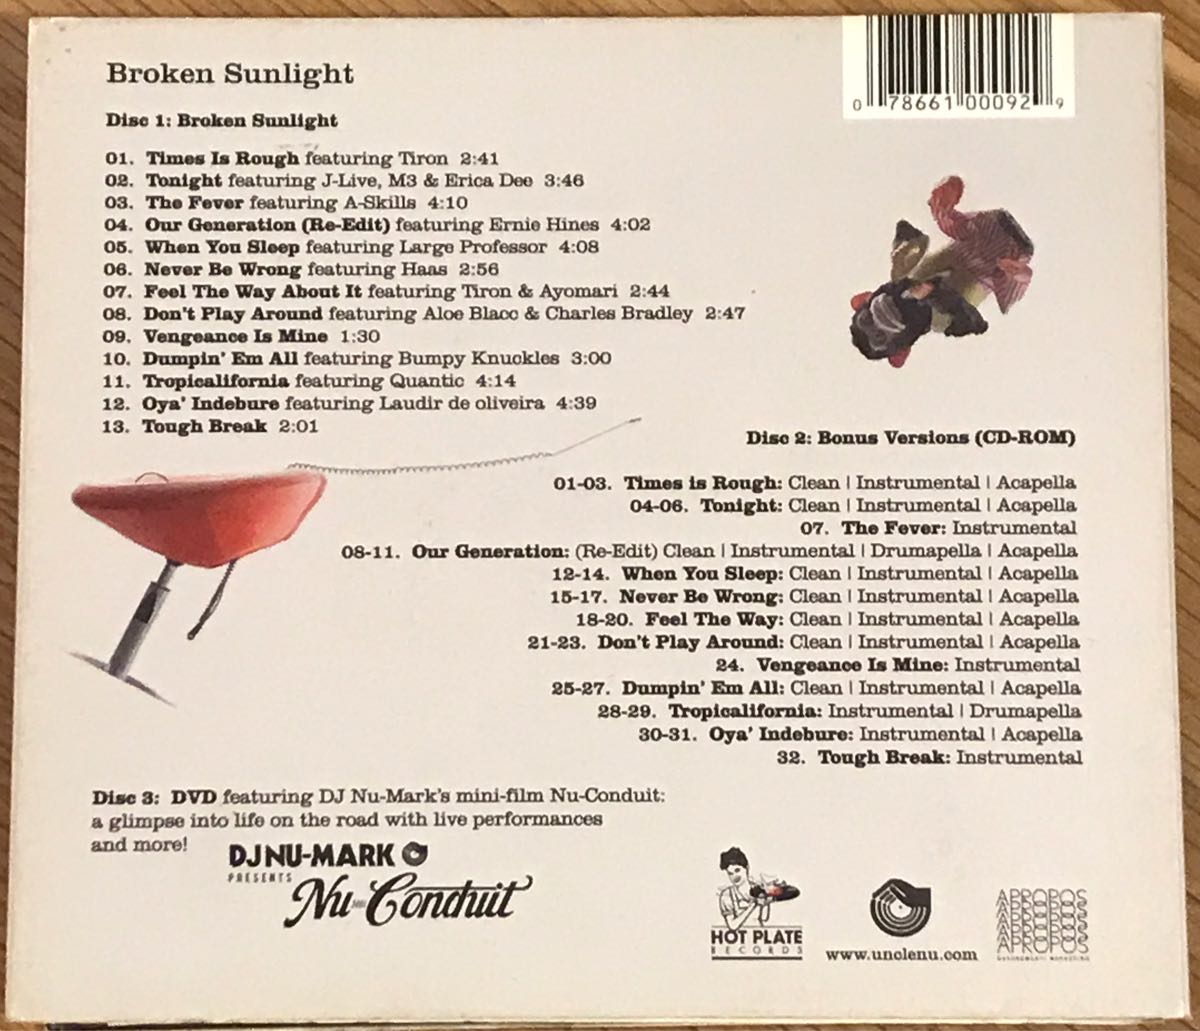 Broken Sunlight
0 78661 00092 9
Disc 1: Broken Sunlight
01. Times Is Rough featuring Tiron 2:41
02. Tonight featuring J-Live, M3 & Erica Dee 3:46
03. The Fever featuring A-Skills 4:10
04. Our Generation (Re-Edit) featuring Ernie Hines 4:02
05. When You Sleep featuring Large Professor 4:08
06. Never Be Wrong featuring Haas 2:56
07. Feel The Way About It featuring Tiron & Ayomari 2:44
08. Don't Play Around featuring Aloe Blacc & Charles Bradley 2:47
09. Vengeance Is Mine 1:30
10. Dumpin' Em All featuring Bumpy Knuckles 3:00
11. Tropicalifornia featuring Quantic 4:14
12. Oya' Indebure featuring Laudir de oliveira 4:39
13. Tough Break 2:01
Disc 2: Bonus Versions (CD-ROM)
01-03. Times is Rough: Clean | Instrumental | Acapella
04-06. Tonight: Clean | Instrumental | Acapella
07. The Fever: Instrumental
08-11. Our Generation: (Re-Edit) Clean | Instrumental | Drumapella | Acapella
12-14. When You Sleep: Clean | Instrumental | Acapella
15-17. Never Be Wrong: Clean | Instrumental | Acapella
18-20. Feel The Way: Clean | Instrumental | Acapella
21-23. Don't Play Around: Clean | Instrumental | Acapella
24. Vengeance Is Mine: Instrumental
25-27. Dumpin' Em All: Clean | Instrumental | Acapella
28-29. Tropicalifornia: Instrumental | Drumapella
30-31. Oya' Indebure: Instrumental | Acapella
32. Tough Break: Instrumental
Disc 3: DVD featuring DJ Nu-Mark's mini-film Nu-Conduit:
a glimpse into life on the road with live performances
and more!
DJ NU-MARK
PRESENTS
Nu-Conduit
HOT PLATE
RECORDS
www.unclenu.com
APROPOS
APROPOS
APROPOS
APROPOS
APROPOS